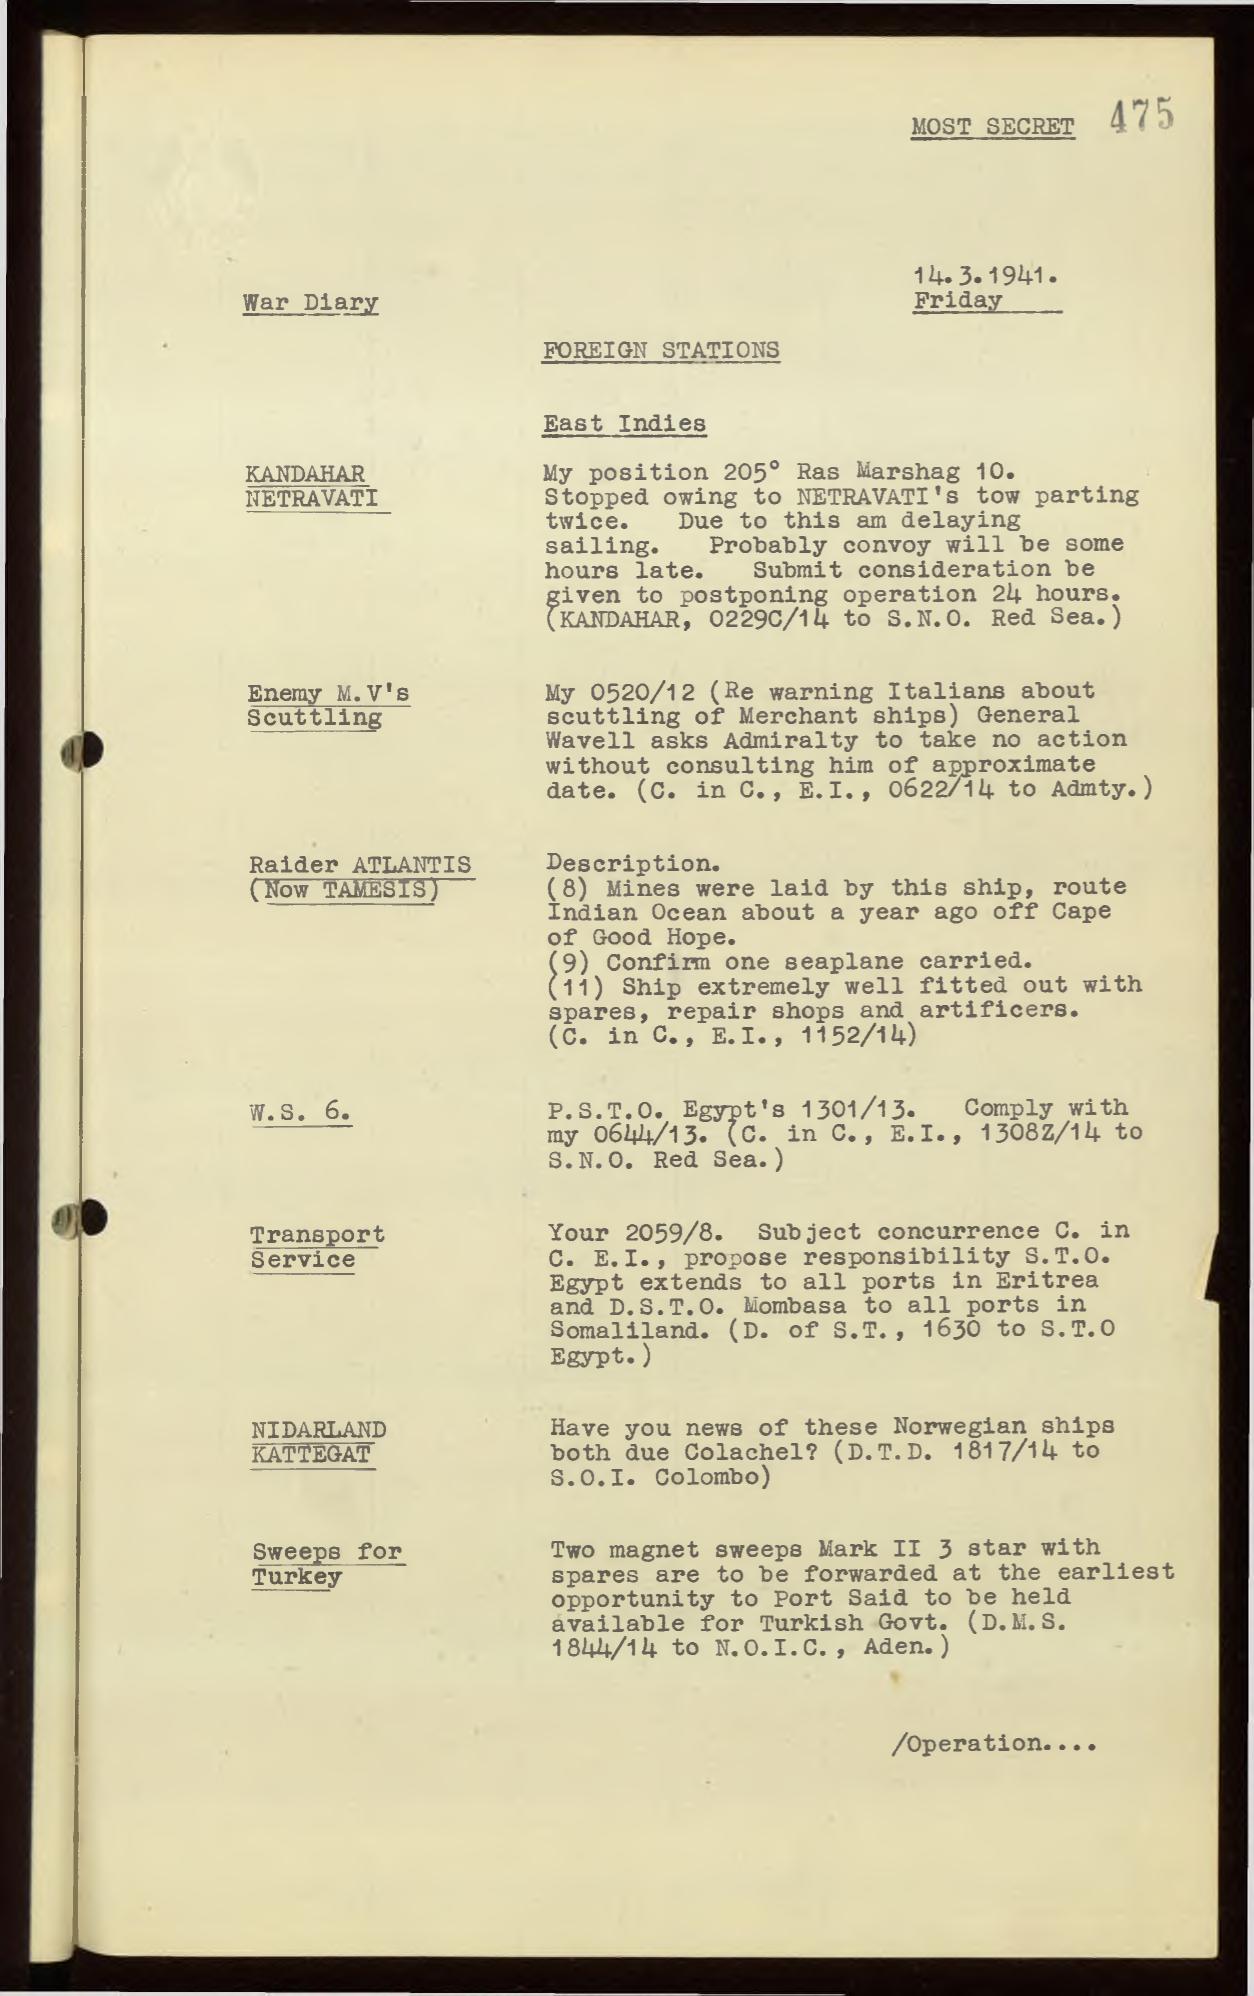 MOST SECRET 475
14.3.1941.
War Diary Friday
FOREIGN STATIONS
East Indies
KANDAHAR
NETRAVATI
My position 205° Ras Marshag 10.
Stopped owing to NETRAVATI's tow parting
twice. Due to this am delaying
sailing. Probably convoy will be some
hours late. Submit consideration be
given to postponing operation 24 hours.
(KANDAHAR, 0229C/14 to S.N.O. Red Sea.)
Enemy M.V's
Scuttling
My 0520/12 (Re warning Italians about
scuttling of Merchant ships) General
Wavell asks Admiralty to take no action
without consulting him of approximate
date. (C. in C., E.I., 0622/14 to Admty.)
Raider ATLANTIS
(Now TAMESIS)
Description.
(8) Mines were laid by this ship, route
Indian Ocean about a year ago off Cape
of Good Hope.
(9) Confirm one seaplane carried.
(11) Ship extremely well fitted out with
spares, repair shops and artificers.
(C. in C., E.I., 1152/14)
W.S. 6.
P.S.T.O. Egypt's 1301/13. Comply with
my 0644/13. (C. in C., E.I., 1308Z/14 to
S.N.O. Red Sea.)
Transport
Service
Your 2059/8. Subject concurrence C. in
C. E.I., propose responsibility S.T.O.
Egypt extends to all ports in Eritrea
and D.S.T.O. Mombasa to all ports in
Somaliland. (D. of S.T., 1630 to S.T.O
Egypt.)
NIDARLAND
KATTEGAT
Have you news of these Norwegian ships
both due Colachel? (D.T.D. 1817/14 to
S.O.I. Colombo)
Sweeps for
Turkey
Two magnet sweeps Mark II 3 star with
spares are to be forwarded at the earliest
opportunity to Port Said to be held
available for Turkish Govt. (D.M.S.
1844/14 to N.O.I.C., Aden.)
/Operation....